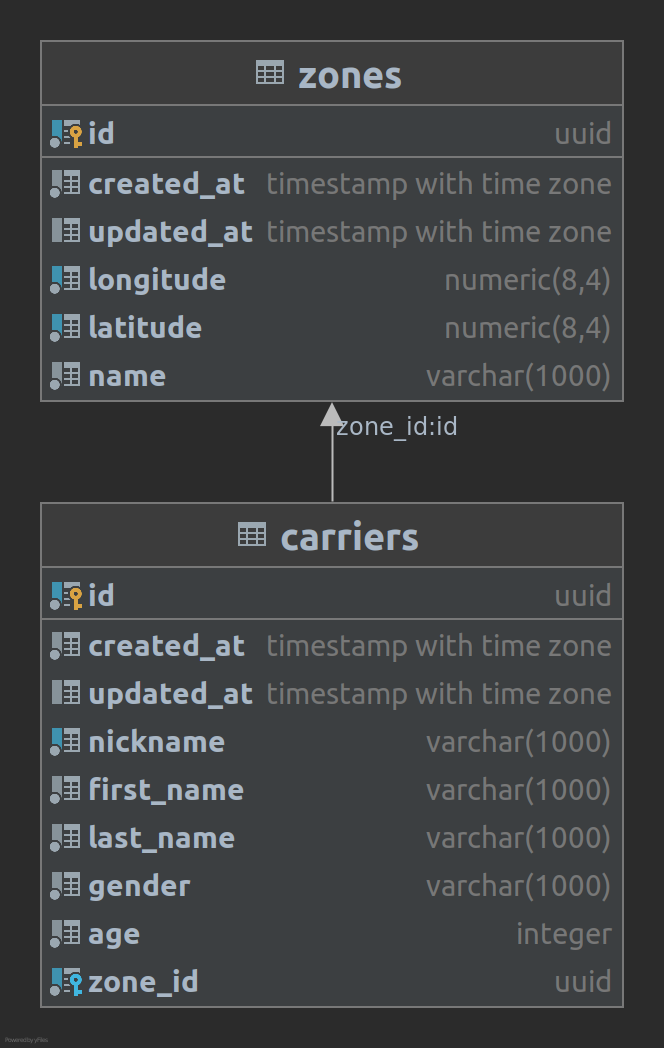 zones
id uuid
created_at timestamp with time zone
updated_at timestamp with time zone
longitude numeric(8,4)
latitude numeric(8,4)
name varchar(1000)
zone_id:id
carriers
id uuid
created_at timestamp with time zone
updated_at timestamp with time zone
nickname varchar(1000)
first_name varchar(1000)
last_name varchar(1000)
gender varchar(1000)
age integer
zone_id uuid
Powered by yFiles